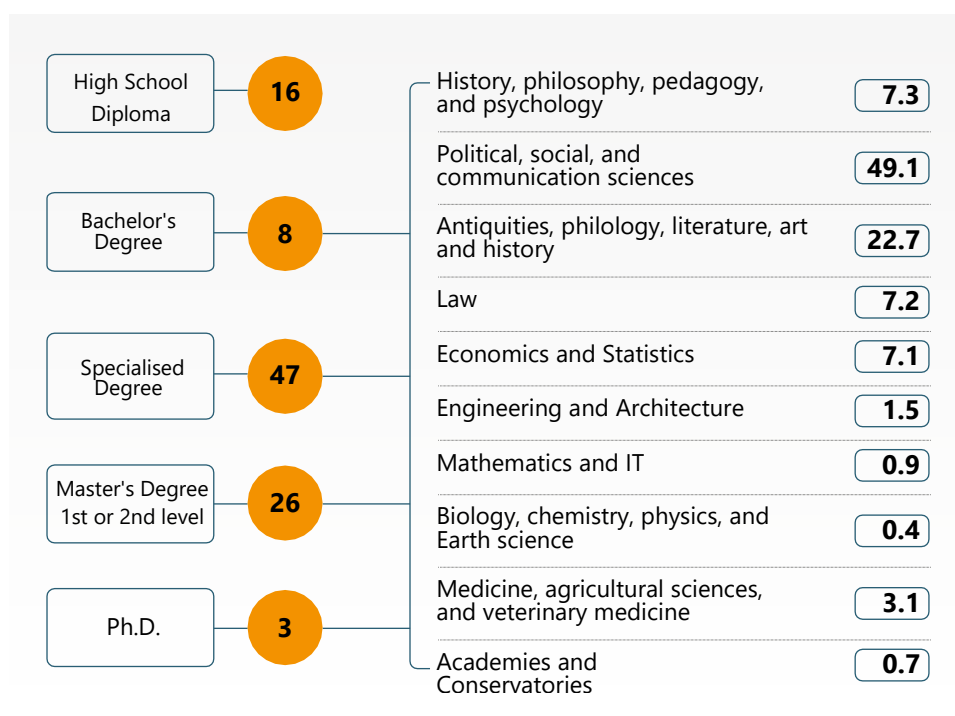 High School
Diploma
16
Bachelor's
Degree
8
Specialised
Degree
47
Master's Degree
1st or 2nd level
26
Ph.D.
3
History, philosophy, pedagogy,
and psychology
7.3
Political, social, and
communication sciences
49.1
Antiquities, philology, literature, art
and history
22.7
Law
7.2
Economics and Statistics
7.1
Engineering and Architecture
1.5
Mathematics and IT
0.9
Biology, chemistry, physics, and
Earth science
0.4
Medicine, agricultural sciences,
and veterinary medicine
3.1
Academies and
Conservatories
0.7